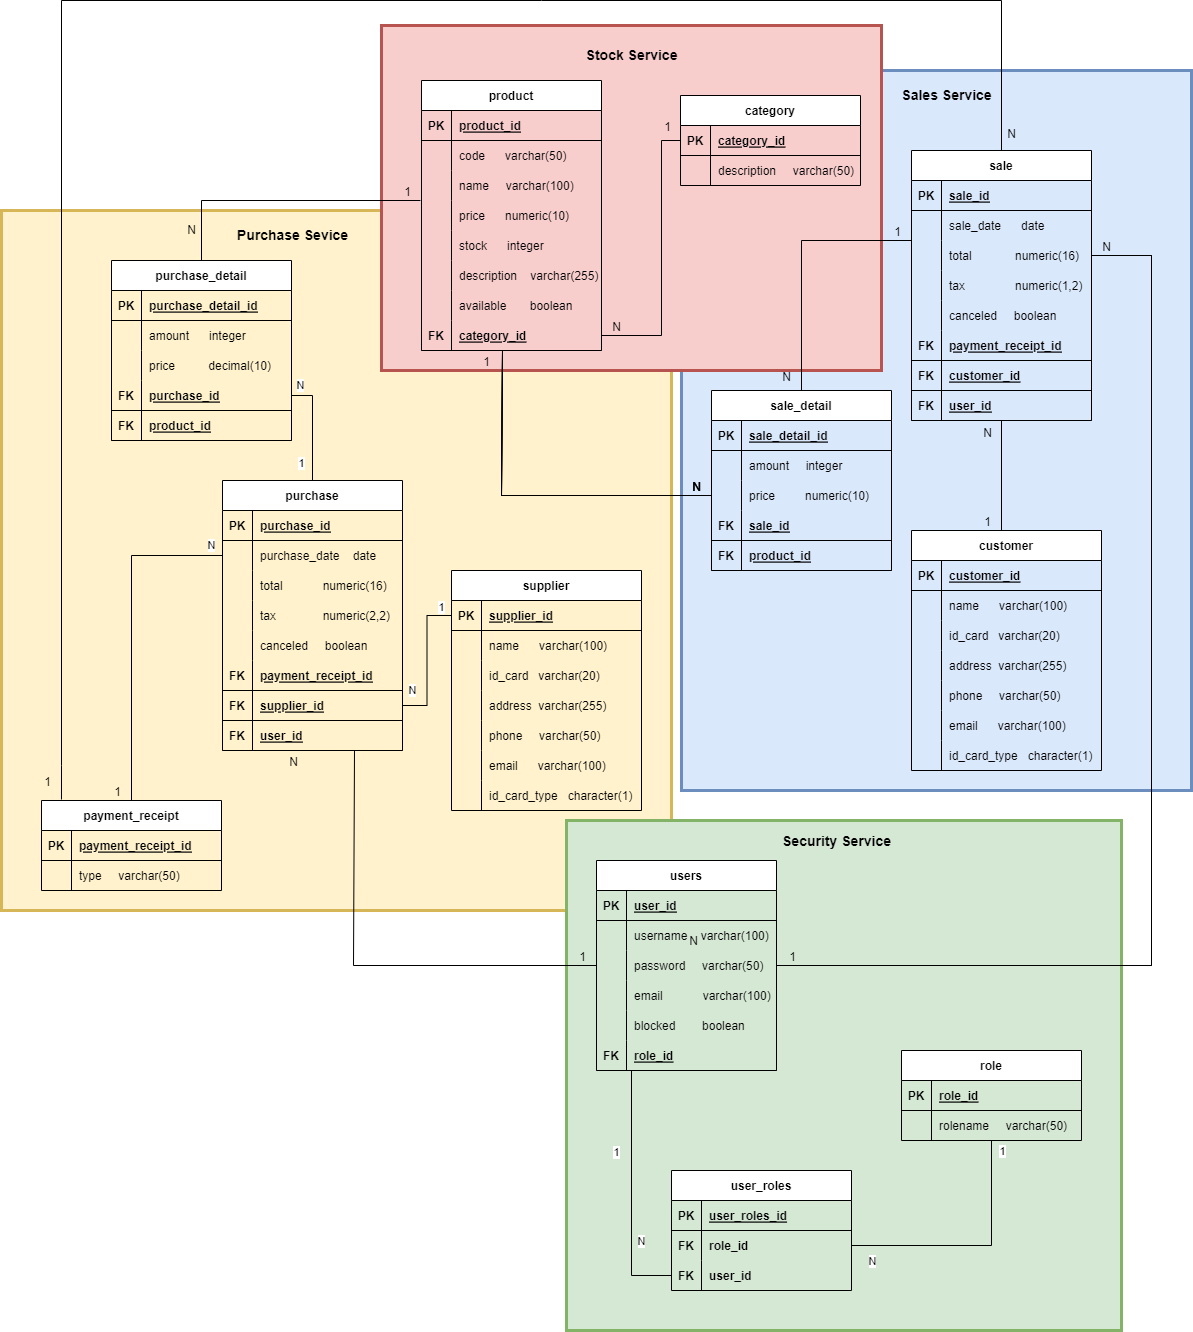 Stock Service
product
PK product_id
code varchar(50)
name varchar(100)
price numeric(10)
stock integer
description varchar(255)
available boolean
FK category_id
1
1
N
1
category
PK category_id
description varchar(50)
Sales Service
N
sale
PK sale_id
sale_date date
total numeric(16)
tax numeric(1,2)
canceled boolean
FK payment_receipt_id
FK customer_id
FK user_id
1
N
N
N
sale_detail
PK sale_detail_id
amount integer
price numeric(10)
FK sale_id
FK product_id
N
1
customer
PK customer_id
name varchar(100)
id_card varchar(20)
address varchar(255)
phone varchar(50)
email varchar(100)
id_card_type character(1)
Purchase Sevice
N
purchase_detail
PK purchase_detail_id
amount integer
price decimal(10)
FK purchase_id
FK product_id
N
1
purchase
PK purchase_id
purchase_date date
total numeric(16)
tax numeric(2,2)
canceled boolean
FK payment_receipt_id
FK supplier_id
FK user_id
N
N
N
1
supplier
PK supplier_id
name varchar(100)
id_card varchar(20)
address varchar(255)
phone varchar(50)
email varchar(100)
id_card_type character(1)
1
1
payment_receipt
PK payment_receipt_id
type varchar(50)
Security Service
users
PK user_id
username N varchar(100)
password varchar(50)
email varchar(100)
blocked boolean
FK role_id
1
1
1
N
user_roles
PK user_roles_id
FK role_id
FK user_id
N
role
PK role_id
rolename varchar(50)
1